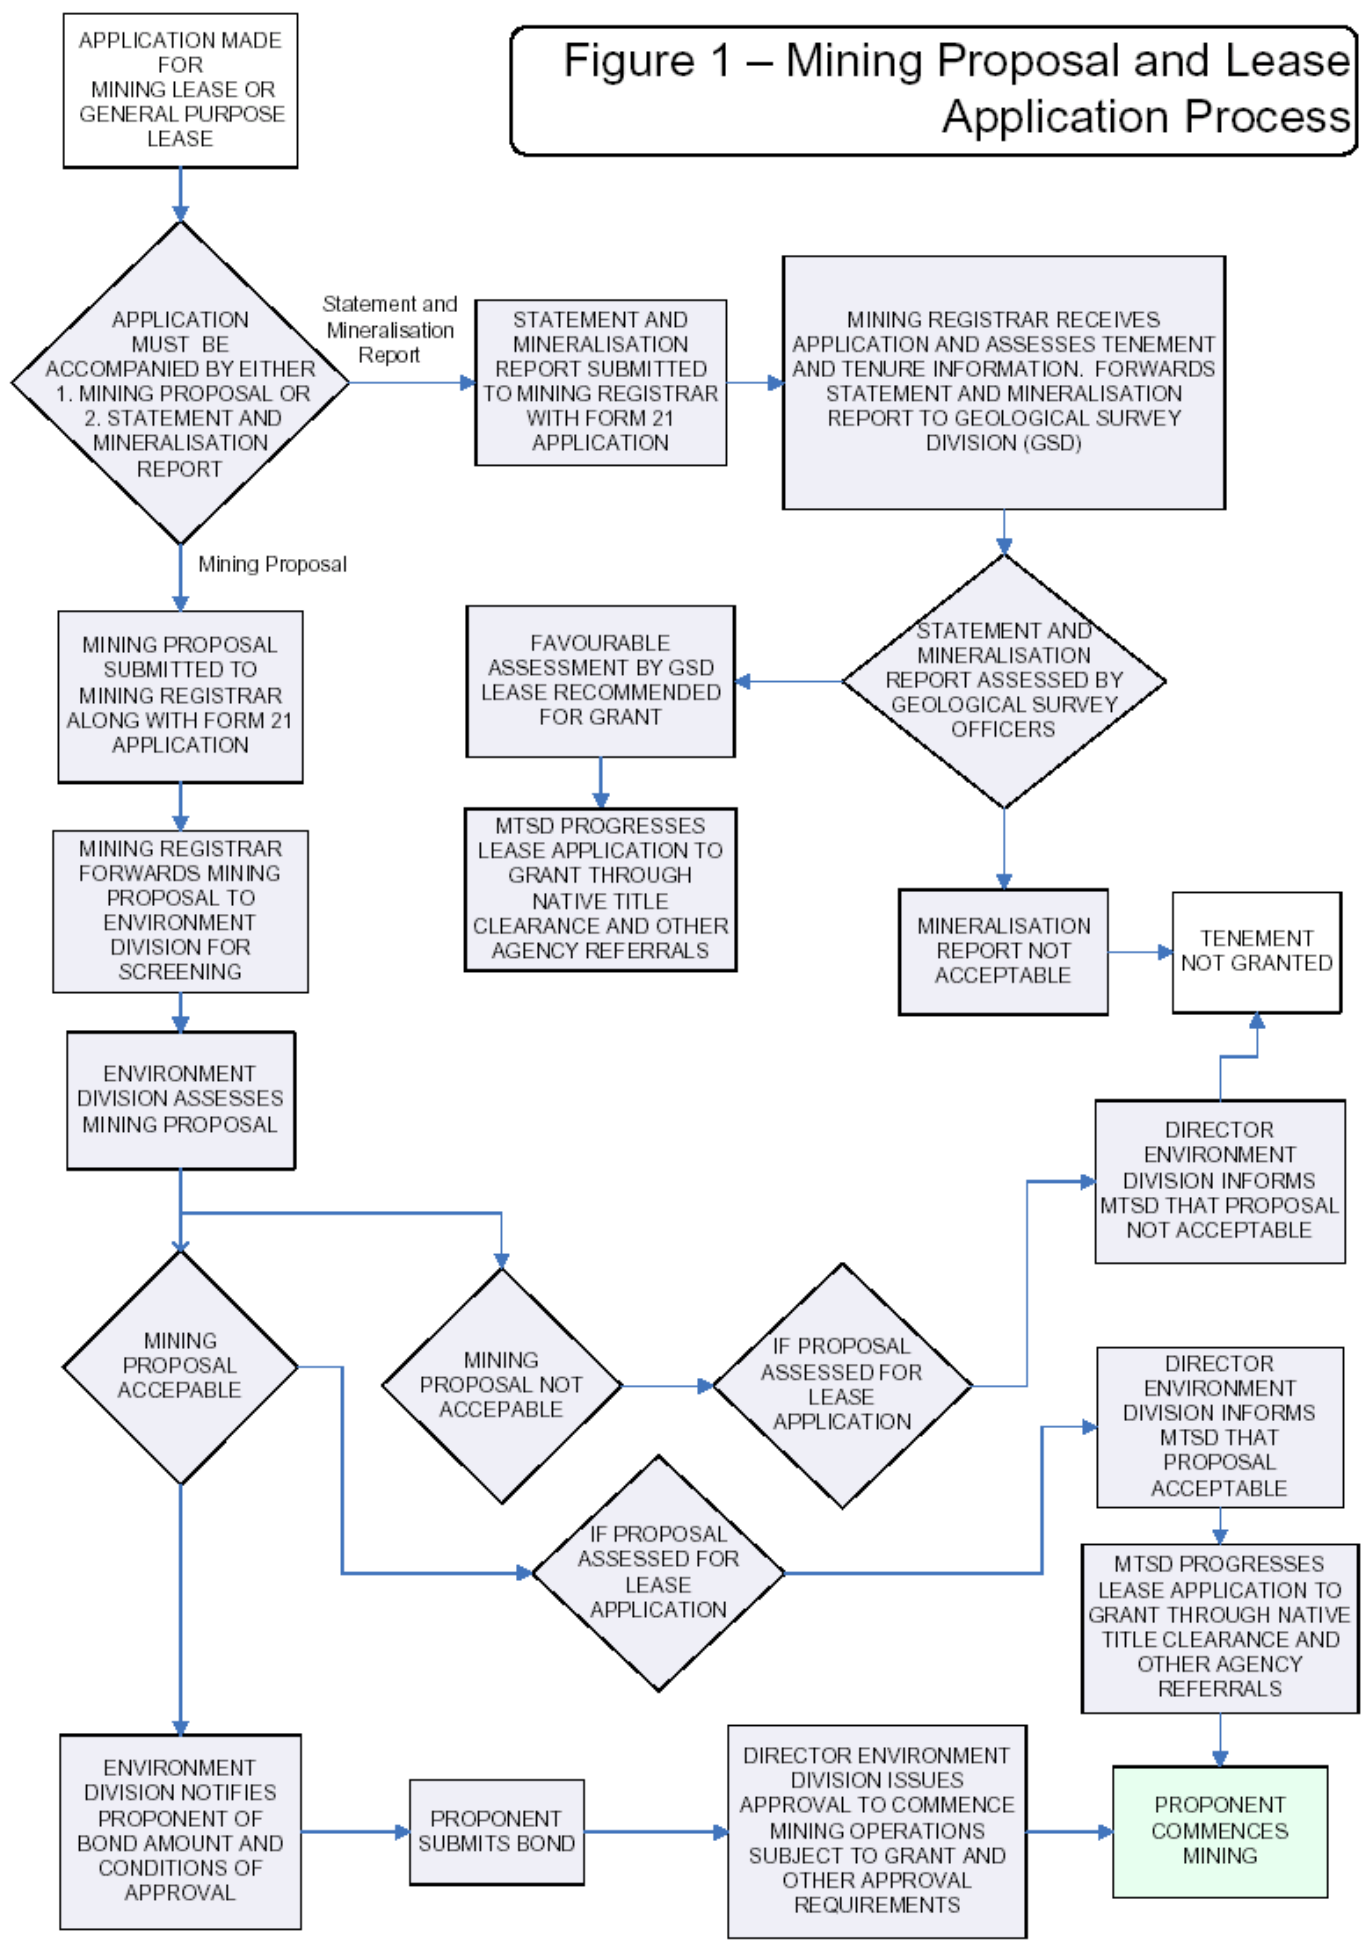 Figure 1 – Mining Proposal and Lease
Application Process
APPLICATION MADE
FOR
MINING LEASE OR
GENERAL PURPOSE
LEASE
APPLICATION
MUST BE
ACCOMPANIED BY EITHER
1. MINING PROPOSAL OR
2. STATEMENT AND
MINERALISATION
REPORT
Statement and
Mineralisation
Report
STATEMENT AND
MINERALISATION
REPORT SUBMITTED
TO MINING REGISTRAR
WITH FORM 21
APPLICATION
MINING REGISTRAR RECEIVES
APPLICATION AND ASSESSES TENEMENT
AND TENURE INFORMATION. FORWARDS
STATEMENT AND MINERALISATION
REPORT TO GEOLOGICAL SURVEY
DIVISION (GSD)
Mining Proposal
MINING PROPOSAL
SUBMITTED TO
MINING REGISTRAR
ALONG WITH FORM 21
APPLICATION
FAVOURABLE
ASSESSMENT BY GSD
LEASE RECOMMENDED
FOR GRANT
STATEMENT AND
MINERALISATION
REPORT ASSESSED BY
GEOLOGICAL SURVEY
OFFICERS
MINING REGISTRAR
FORWARDS MINING
PROPOSAL TO
ENVIRONMENT
DIVISION FOR
SCREENING
MTSD PROGRESSES
LEASE APPLICATION TO
GRANT THROUGH
NATIVE TITLE
CLEARANCE AND OTHER
AGENCY REFERRALS
MINERALISATION
REPORT NOT
ACCEPTABLE
TENEMENT
NOT GRANTED
ENVIRONMENT
DIVISION ASSESSES
MINING PROPOSAL
DIRECTOR
ENVIRONMENT
DIVISION INFORMS
MTSD THAT PROPOSAL
NOT ACCEPTABLE
MINING
PROPOSAL
ACCEPABLE
MINING
PROPOSAL NOT
ACCEPABLE
IF PROPOSAL
ASSESSED FOR
LEASE
APPLICATION
DIRECTOR
ENVIRONMENT
DIVISION INFORMS
MTSD THAT
PROPOSAL
ACCEPTABLE
IF PROPOSAL
ASSESSED FOR
LEASE
APPLICATION
MTSD PROGRESSES
LEASE APPLICATION TO
GRANT THROUGH NATIVE
TITLE CLEARANCE AND
OTHER AGENCY
REFERRALS
ENVIRONMENT
DIVISION NOTIFIES
PROPONENT OF
BOND AMOUNT AND
CONDITIONS OF
APPROVAL
PROPONENT
SUBMITS BOND
DIRECTOR ENVIRONMENT
DIVISION ISSUES
APPROVAL TO COMMENCE
MINING OPERATIONS
SUBJECT TO GRANT AND
OTHER APPROVAL
REQUIREMENTS
PROPONENT
COMMENCES
MINING